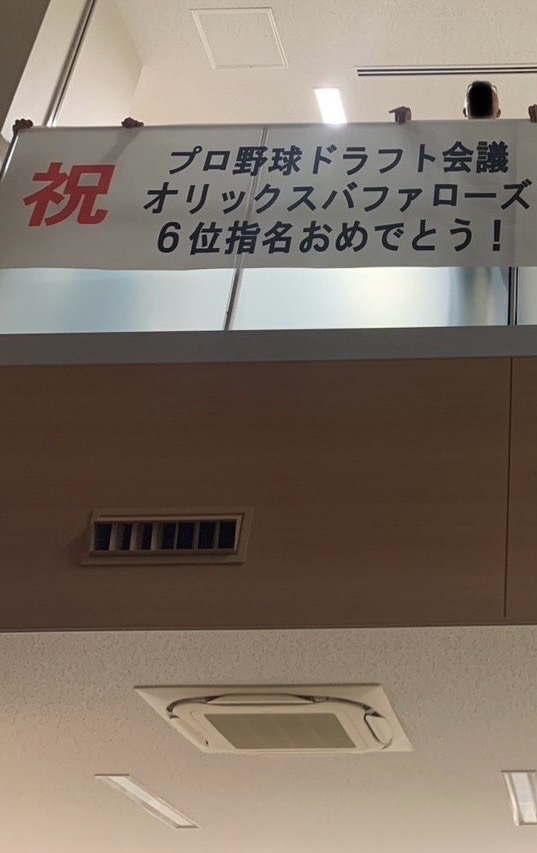 祝
プロ野球ドラフト会議
オリックスバファローズ
6位指名おめでとう！